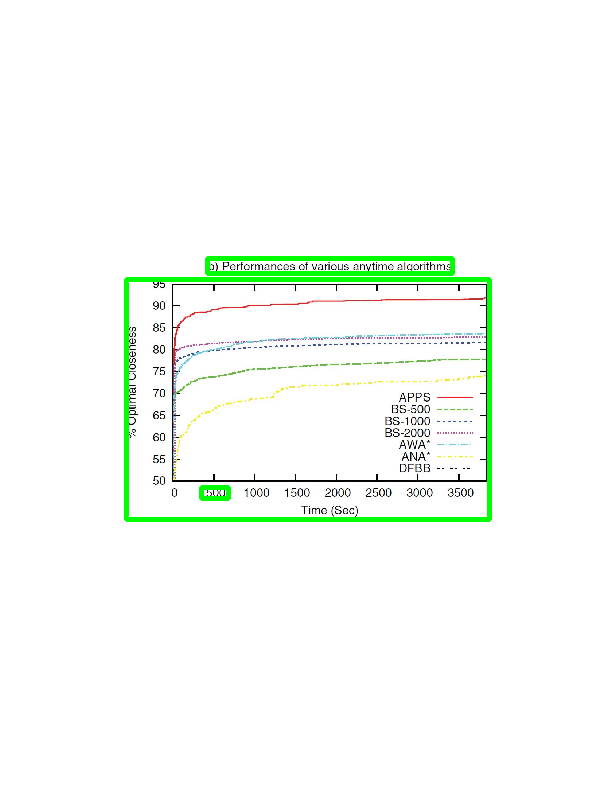 b) Performances of various anytime algorithms
95
90
85
80
75
70
65
60
55
50
% Optimal Closeness
APPS
BS-500
BS-1000
BS-2000
AWA*
ANA*
DFBB
0 500 1000 1500 2000 2500 3000 3500
Time (Sec)